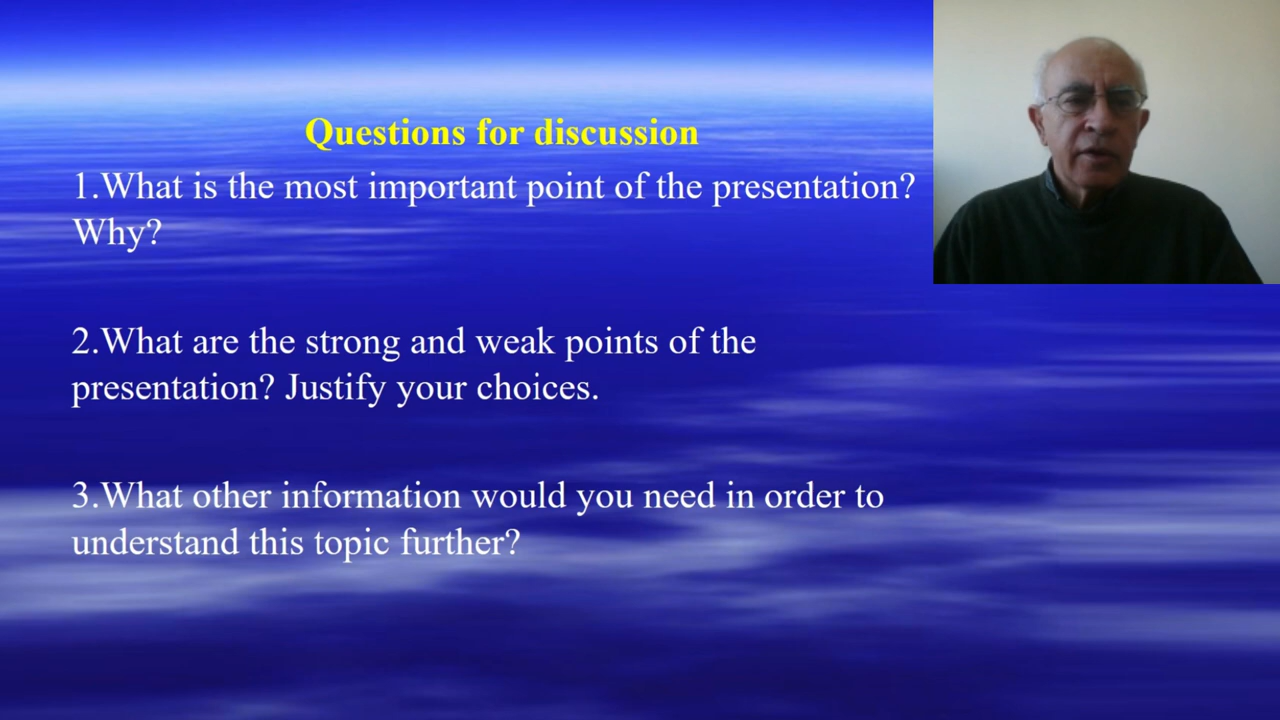 Questions for discussion
1.What is the most important point of the presentation?
Why?
2.What are the strong and weak points of the
presentation? Justify your choices.
3.What other information would you need in order to
understand this topic further?